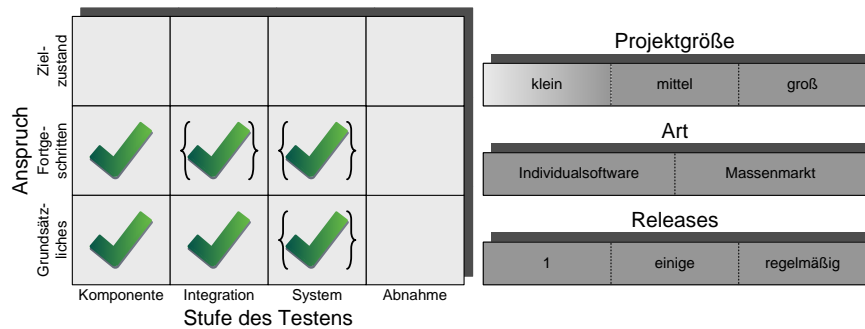 Anspruch
Ziel-
zustand
Fortge-
schritten
Grundsätz-
liches
Komponente
Integration
System
Abnahme
Stufe des Testens
Projektgröße
klein
mittel
groß
Art
Individualsoftware
Massenmarkt
Releases
1
einige
regelmäßig